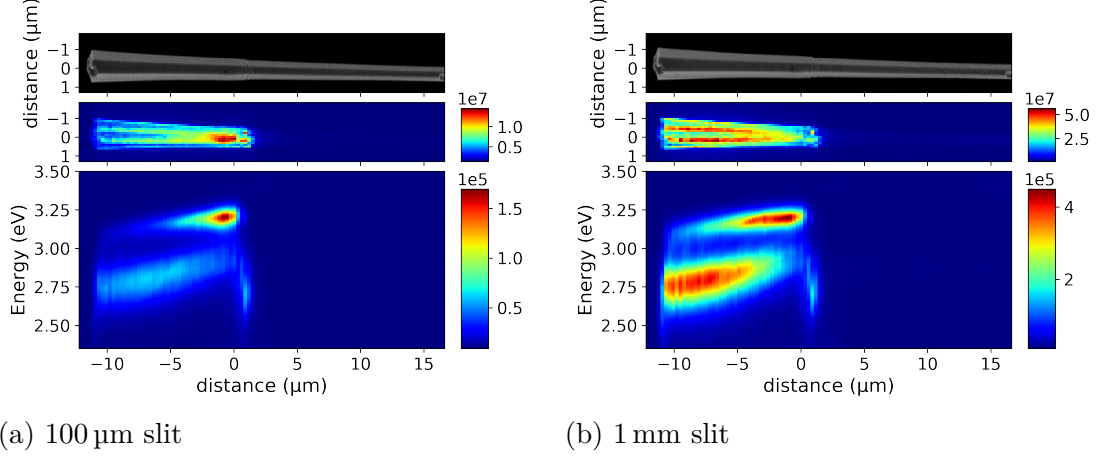 distance (μm)
−1
0
1
−1
0
1
1e7
1.0
0.5
3.50
3.25
3.00
2.75
2.50
Energy (eV)
1e5
1.5
1.0
0.5
−10 −5 0 5 10 15
distance (μm)
(a) 100 μm slit
distance (μm)
−1
0
1
−1
0
1
1e7
5.0
2.5
3.50
3.25
3.00
2.75
2.50
Energy (eV)
1e5
4
2
−10 −5 0 5 10 15
distance (μm)
(b) 1 mm slit